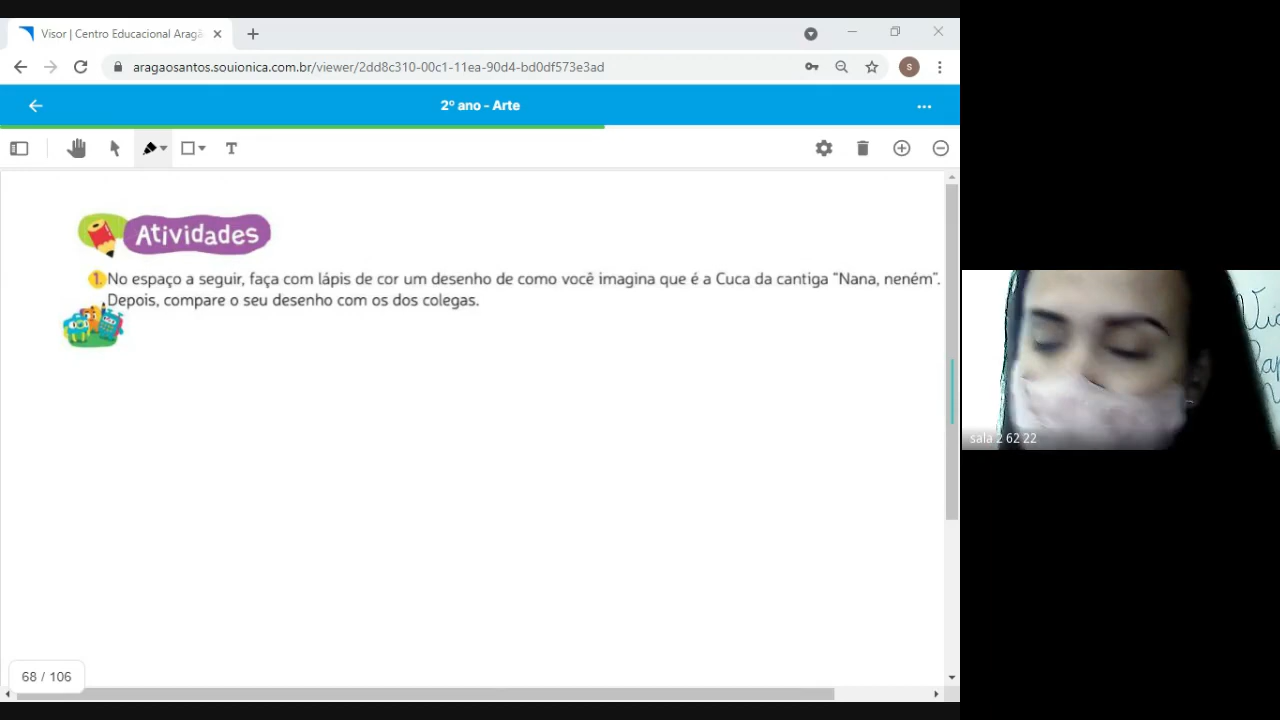 Visor | Centro Educacional Aragã
aragaosantos.souionica.com.br/viewer/2dd8c310-00c1-11ea-90d4-bd0df573e3ad
s
2º ano - Arte
T
Atividades
1. No espaço a seguir, faça com lápis de cor um desenho de como você imagina que é a Cuca da cantiga “Nana, neném”.
Depois, compare o seu desenho com os dos colegas.
68 / 106
sala 2 62 22